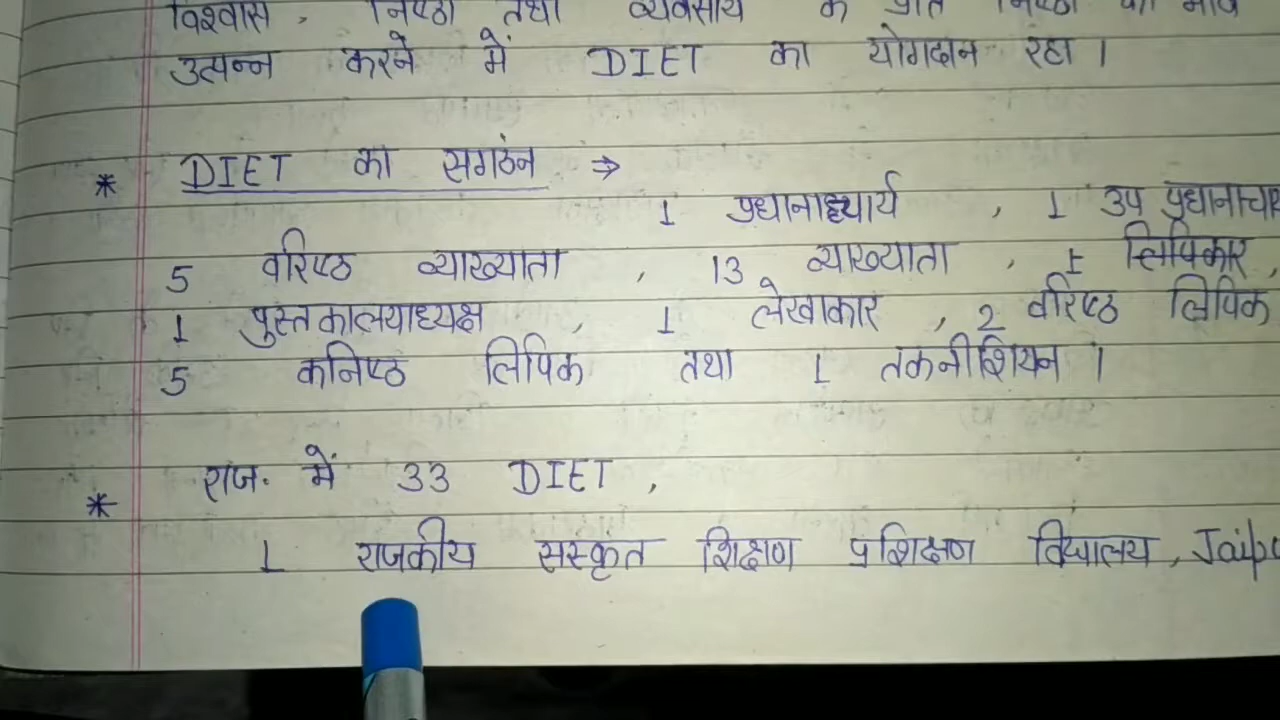 विश्वास , निष्ठा तथा व्यवसाय के प्रति निष्ठा का भाव
उत्पन्न करने में DIET का योगदान रहा ।
* DIET का सगठंन ⇒
1 प्रधानाध्यार्य , 1 उप प्रधानाचार्
5 वरिष्ठ व्याख्याता , 13 व्याख्याता , 1 लिपिकार ,
1 पुस्तकालयाध्यक्ष , 1 लेखाकार , 2 वरिष्ठ लिपिक
5 कनिष्ठ लिपिक तथा 1 तकनीशियन ।
* राज. में 33 DIET ,
1 राजकीय संस्कृत शिक्षण प्रशिक्षण विद्यालय , Jaipu